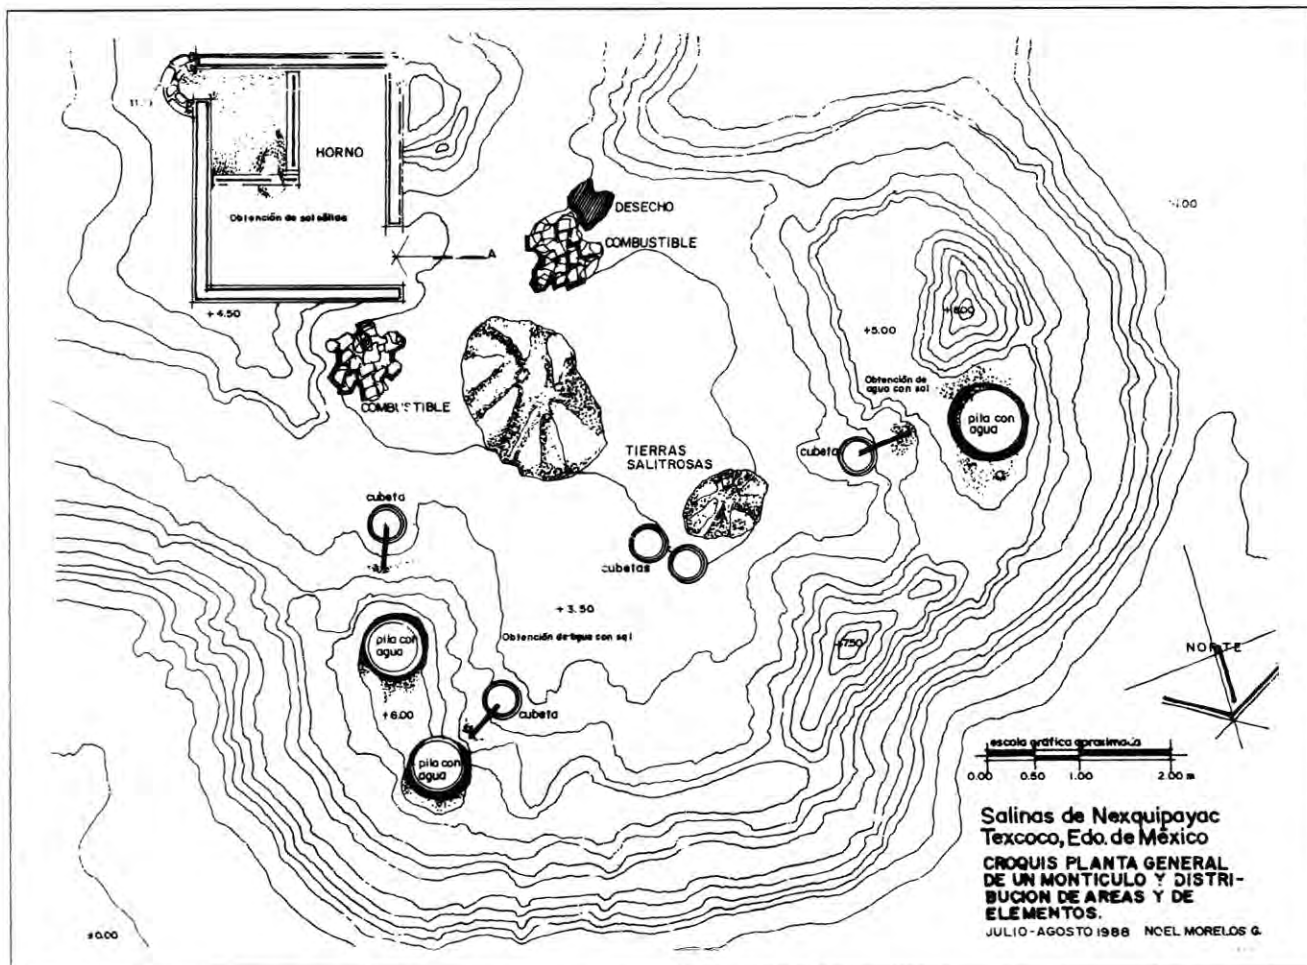 HORNO
Obtención de sal sólida
A
DESECHO
COMBUSTIBLE
+4.50
COMBUSTIBLE
+5.00
+8.00
Obtención de
agua con sal
pila con
agua
cubeta
TIERRAS
SALITROSAS
cubeta
cubetas
+3.50
Obtención de agua con sal
pila con
agua
+7.50
NORTE
+6.00
cubeta
pila con
agua
escala gráfica aproximada
0.00 0.50 1.00 2.00 m
Salinas de Nexquipayac
Texcoco, Edo. de México
CROQUIS PLANTA GENERAL
DE UN MONTICULO Y DISTRI-
BUCION DE AREAS Y DE
ELEMENTOS.
JULIO-AGOSTO 1988 NOEL MORELOS G.
±0.00